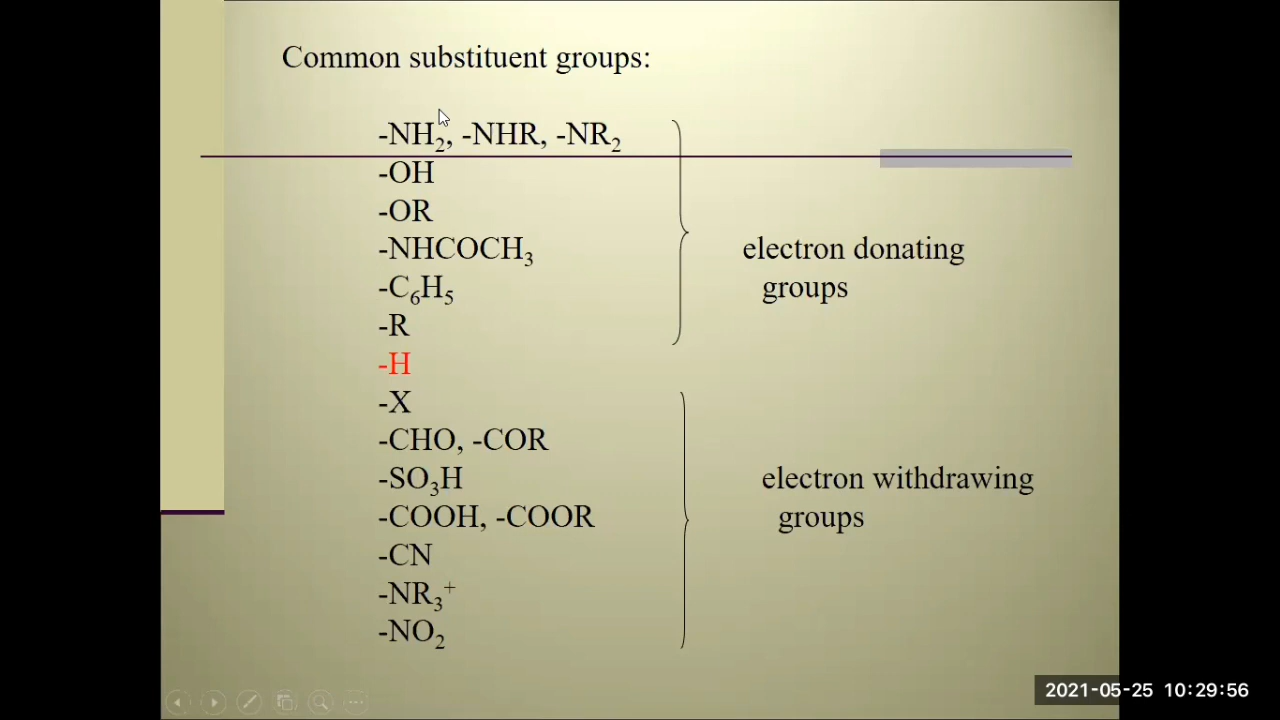 Common substituent groups:
-NH₂, -NHR, -NR₂
-OH
-OR
-NHCOCH₃
-C₆H₅
-R
electron donating
groups
-H
-X
-CHO, -COR
-SO₃H
-COOH, -COOR
-CN
-NR₃⁺
-NO₂
electron withdrawing
groups
2021-05-25 10:29:56